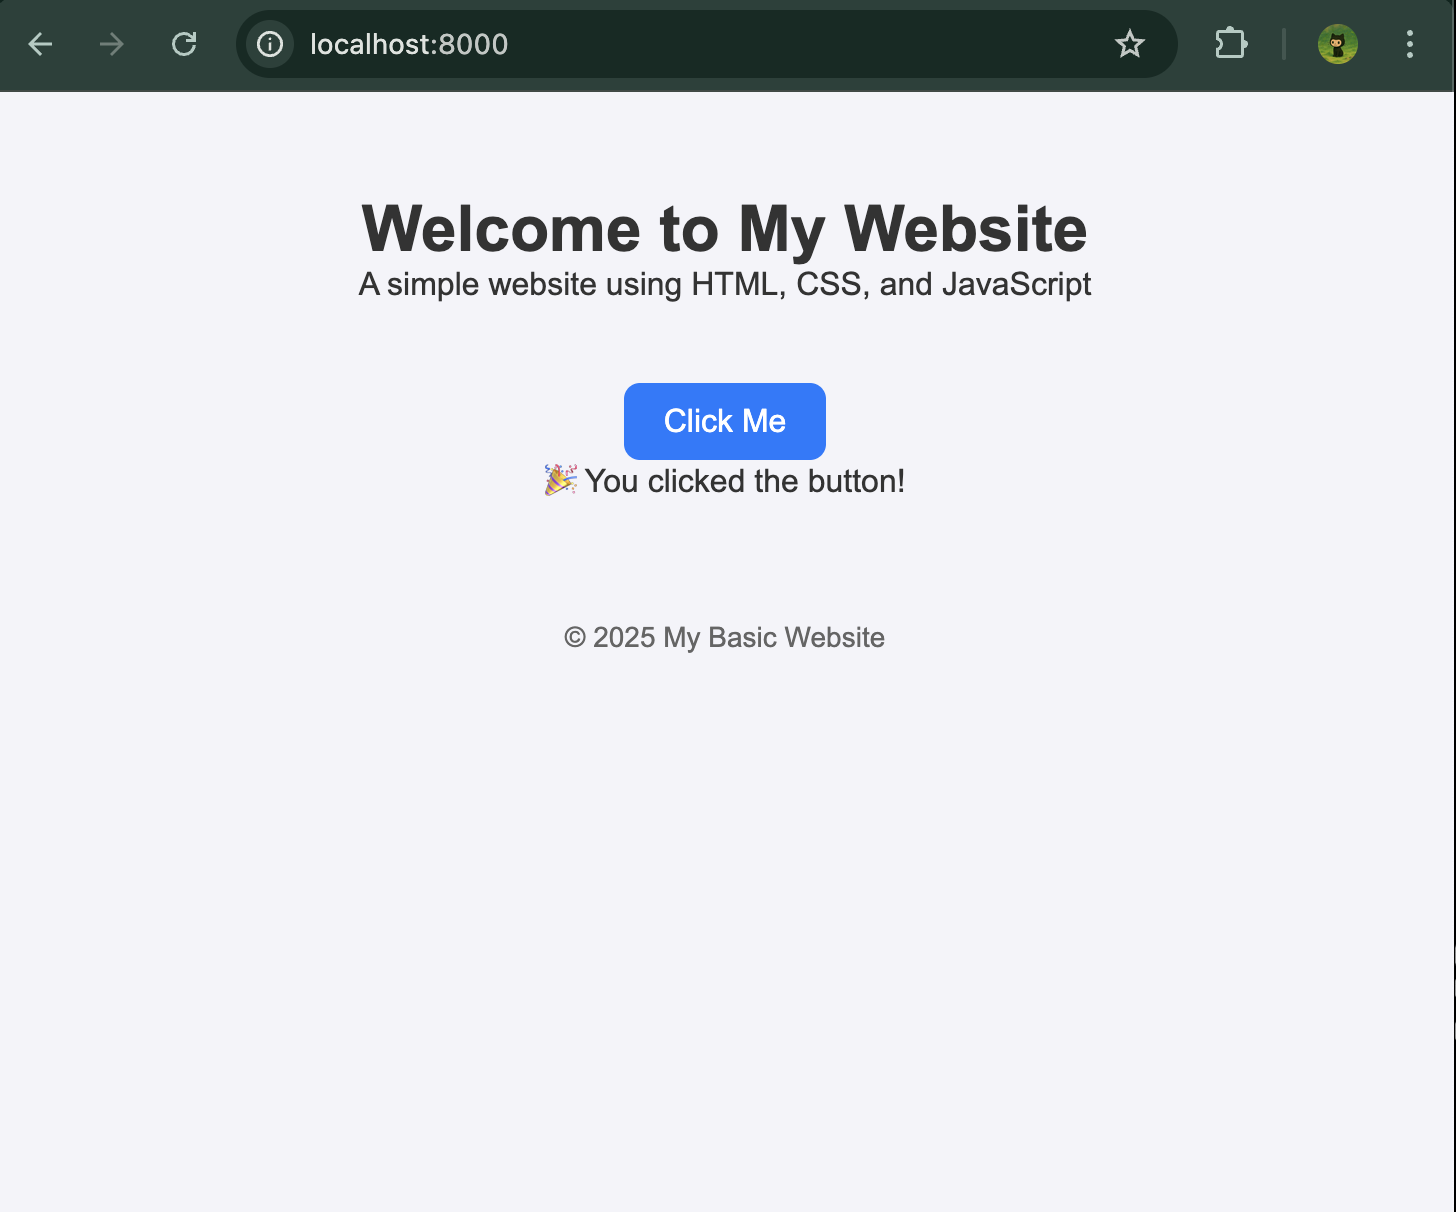 localhost:8000
Welcome to My Website
A simple website using HTML, CSS, and JavaScript
Click Me
🎉 You clicked the button!
© 2025 My Basic Website